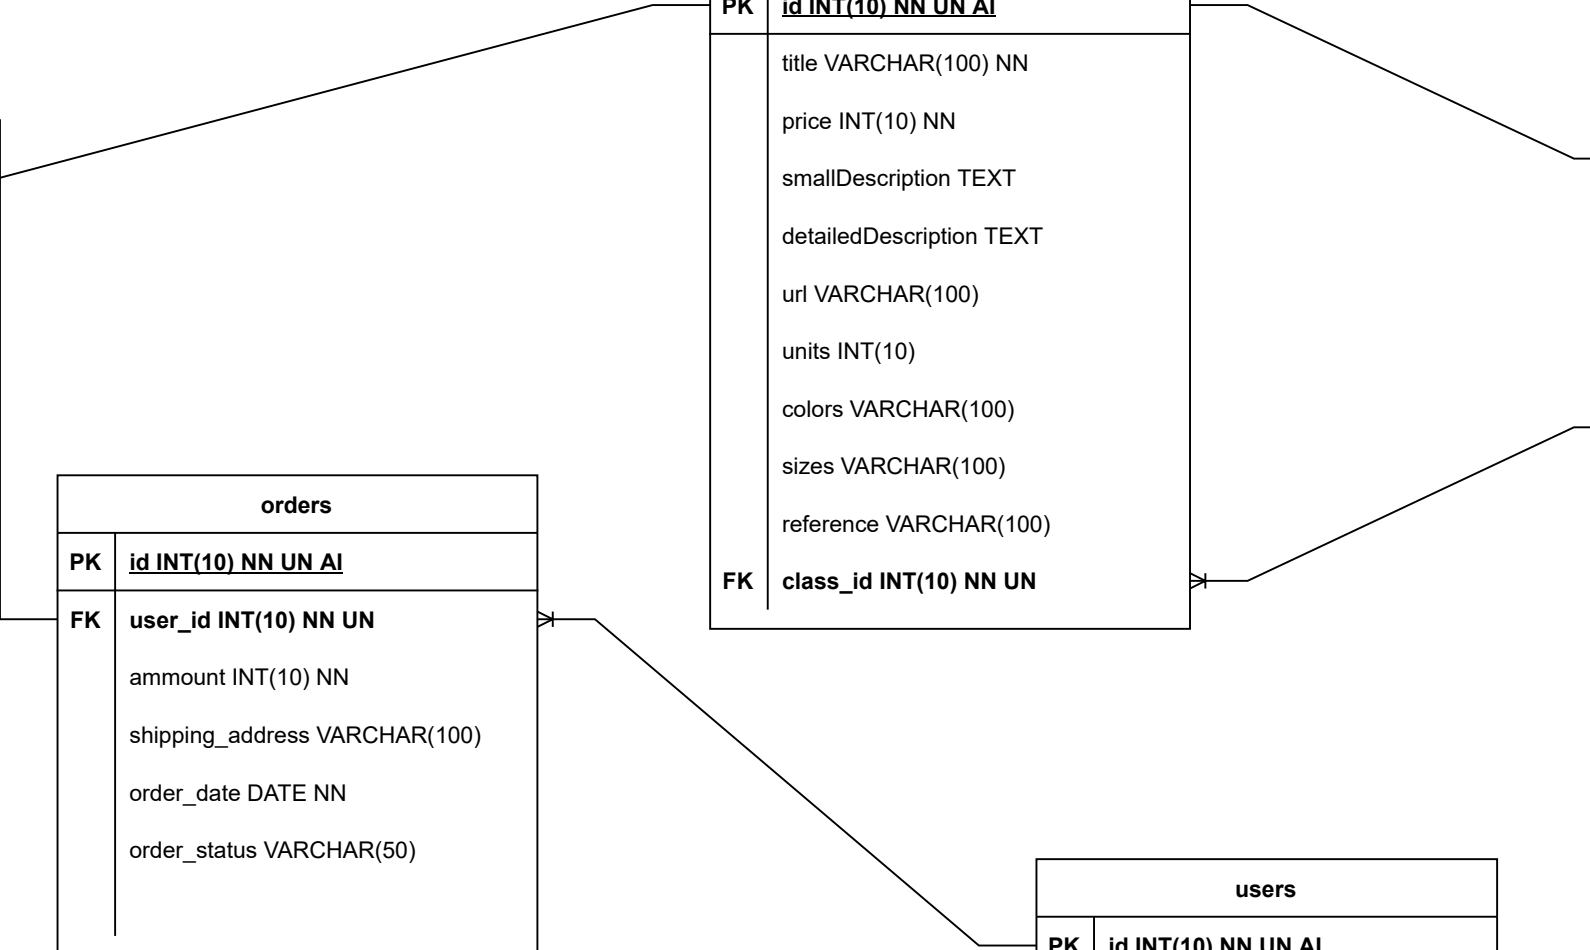 PK id INT(10) NN UN AI
title VARCHAR(100) NN
price INT(10) NN
smallDescription TEXT
detailedDescription TEXT
url VARCHAR(100)
units INT(10)
colors VARCHAR(100)
sizes VARCHAR(100)
reference VARCHAR(100)
FK class_id INT(10) NN UN
orders
PK id INT(10) NN UN AI
FK user_id INT(10) NN UN
ammount INT(10) NN
shipping_address VARCHAR(100)
order_date DATE NN
order_status VARCHAR(50)
users
PK id INT(10) NN UN AI